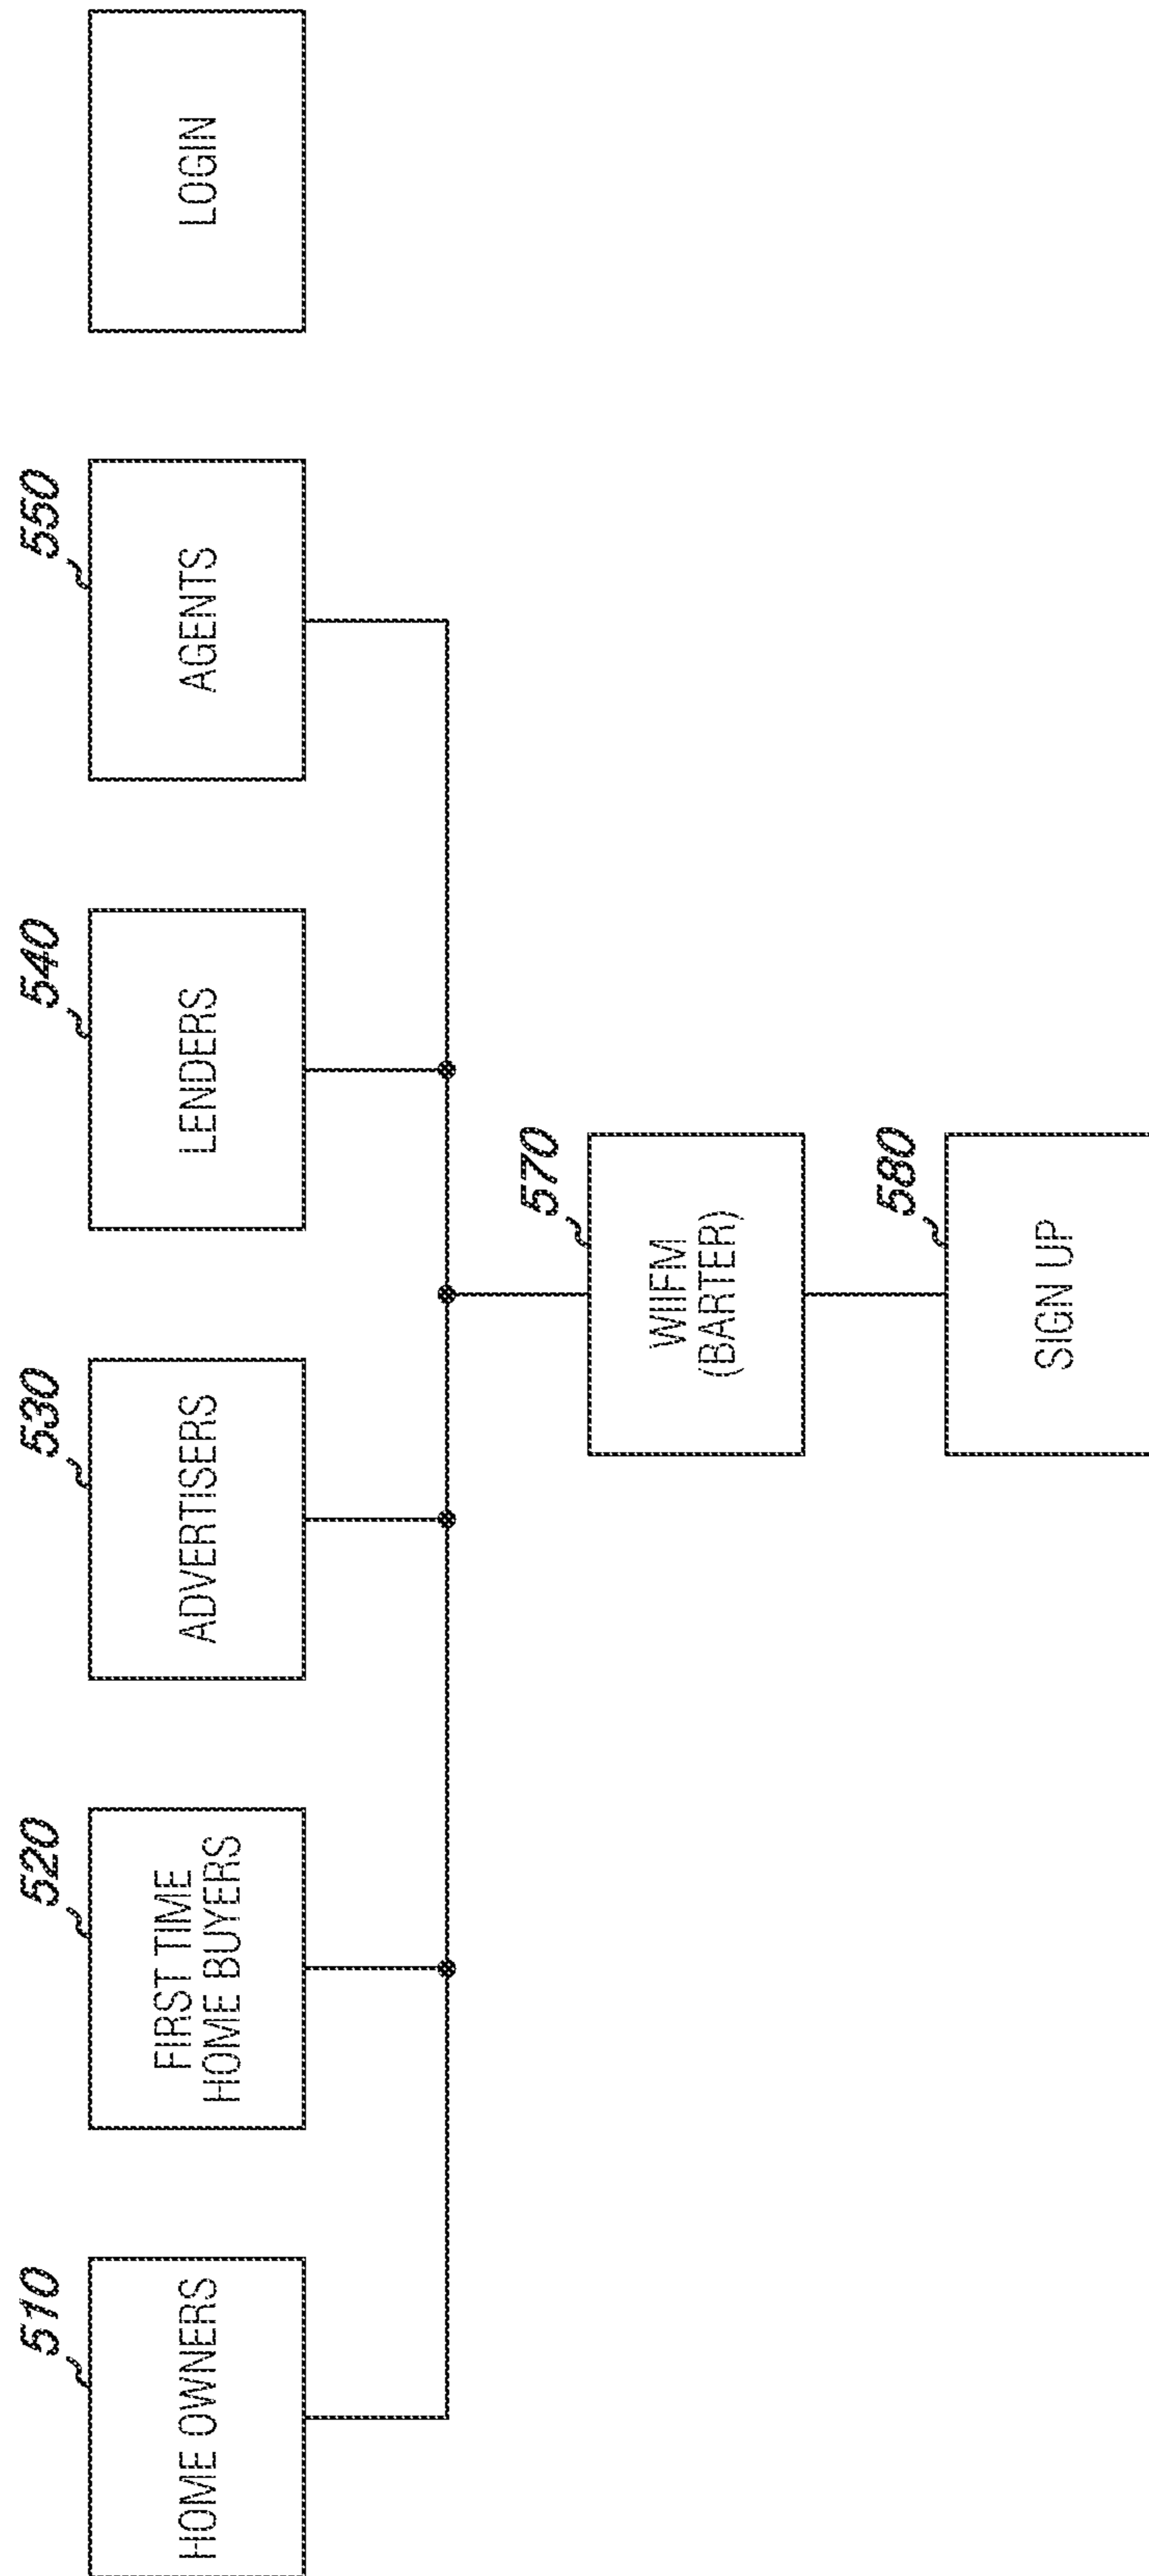 510
HOME OWNERS
520
FIRST TIME
HOME BUYERS
530
ADVERTISERS
540
LENDERS
550
AGENTS
LOGIN
570
WIIFM
(BARTER)
580
SIGN UP